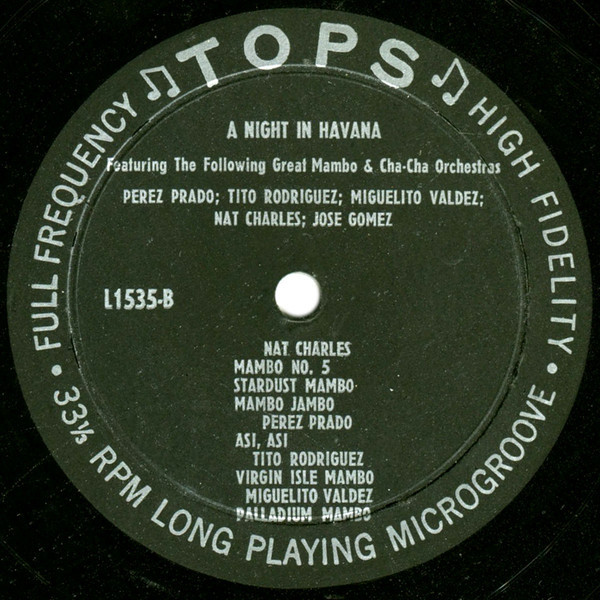 TOPS
FULL FREQUENCY
HIGH FIDELITY
A NIGHT IN HAVANA
Featuring The Following Great Mambo & Cha-Cha Orchestras
PEREZ PRADO; TITO RODRIGUEZ; MIGUELITO VALDEZ;
NAT CHARLES; JOSE GOMEZ
L1535-B
NAT CHARLES
MAMBO NO. 5
STARDUST MAMBO
MAMBO JAMBO
PEREZ PRADO
ASI, ASI
TITO RODRIGUEZ
VIRGIN ISLE MAMBO
MIGUELITO VALDEZ
PALLADIUM MAMBO
33⅓ RPM LONG PLAYING MICROGROOVE